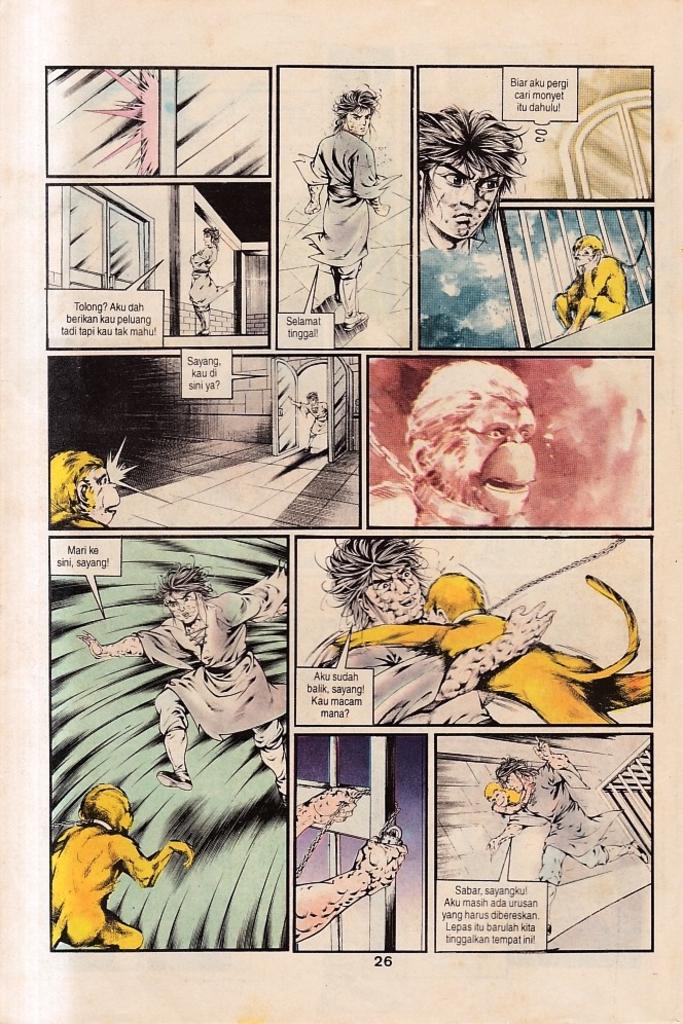 Biar aku pergi
cari monyet
itu dahulu!
Tolong? Aku dah
berikan kau peluang
tadi tapi kau tak mahu!
Selamat
tinggal!
Sayang,
kau di
sini ya?
Mari ke
sini, sayang!
Aku sudah
balik, sayang!
Kau macam
mana?
Sabar, sayangku!
Aku masih ada urusan
yang harus dibereskan.
Lepas itu barulah kita
tinggalkan tempat ini!
26